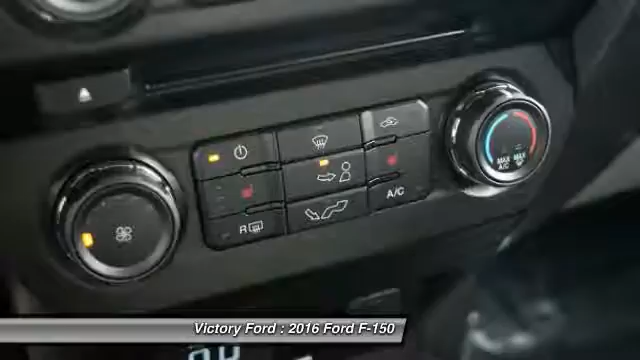 MAX
A/C
MAX
A/C
R
Victory Ford : 2016 Ford F-150